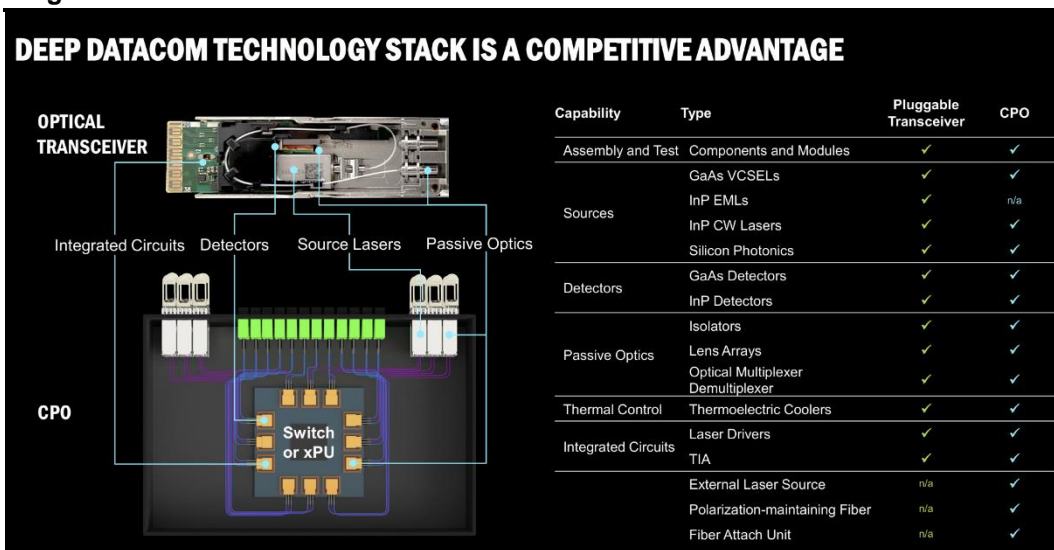 DEEP DATACOM TECHNOLOGY STACK IS A COMPETITIVE ADVANTAGE
OPTICAL
TRANSCEIVER
Integrated Circuits Detectors Source Lasers Passive Optics
CPO
Switch
or xPU
Capability Type Pluggable Transceiver CPO
Assembly and Test Components and Modules ✓ ✓
Sources
GaAs VCSELs ✓ ✓
InP EMLs ✓ n/a
InP CW Lasers ✓ ✓
Silicon Photonics ✓ ✓
Detectors
GaAs Detectors ✓ ✓
InP Detectors ✓ ✓
Passive Optics
Isolators ✓ ✓
Lens Arrays ✓ ✓
Optical Multiplexer
Demultiplexer ✓ ✓
Thermal Control Thermoelectric Coolers ✓ ✓
Integrated Circuits
Laser Drivers ✓ ✓
TIA ✓ ✓
External Laser Source n/a ✓
Polarization-maintaining Fiber n/a ✓
Fiber Attach Unit n/a ✓